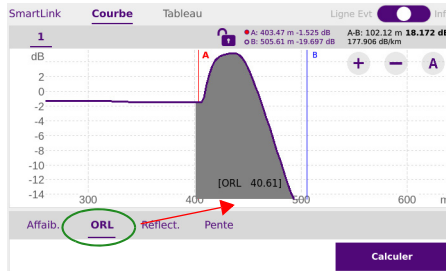 SmartLink Courbe Tableau Ligne Evt Inf
1 A: 403.47 m -1.525 dB A-B: 102.12 m 18.172 dB
B: 505.61 m -19.697 dB 177.906 dB/km
A B
dB + − A
2
0
-2
-4
-6
-8
-10
-12 [ORL 40.61]
-14
300 400 500 600 m
Affaib. ORL Réflect. Pente
Calculer